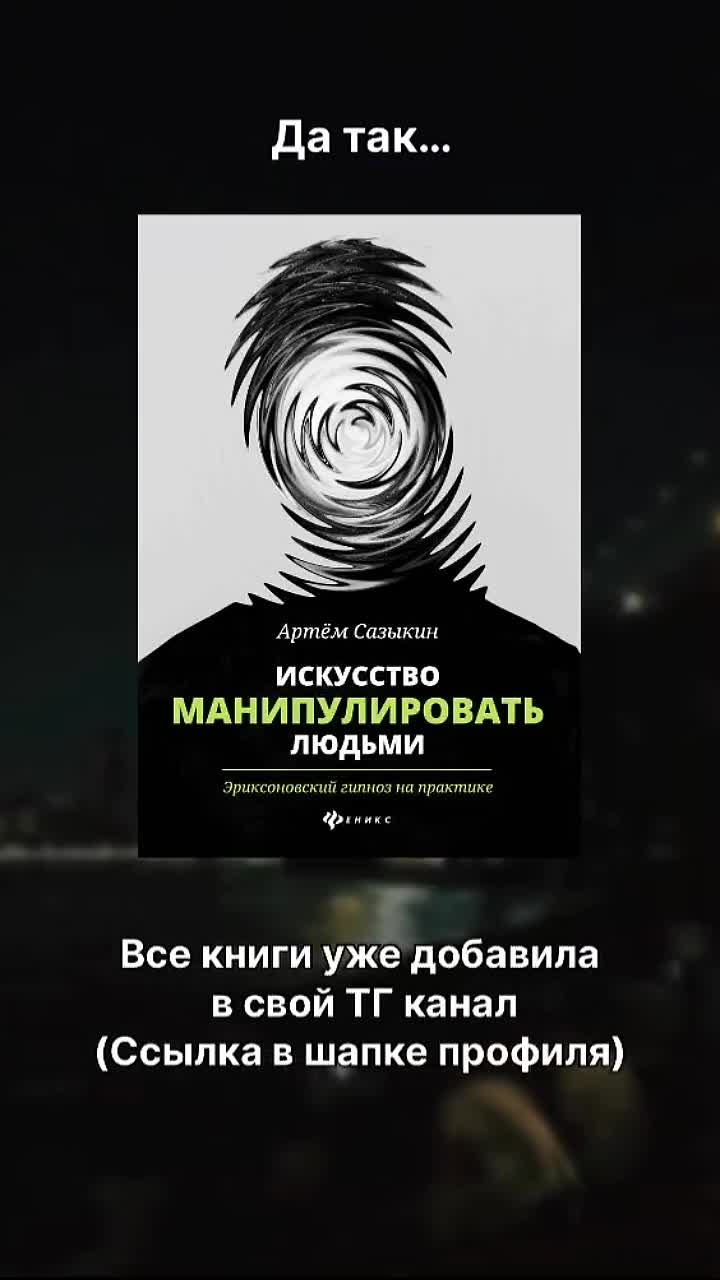 Да так...
Артём Сазыкин
ИСКУССТВО
МАНИПУЛИРОВАТЬ
ЛЮДЬМИ
Эриксоновский гипноз на практике
ФЕНИКС
Все книги уже добавила
в свой ТГ канал
(Ссылка в шапке профиля)